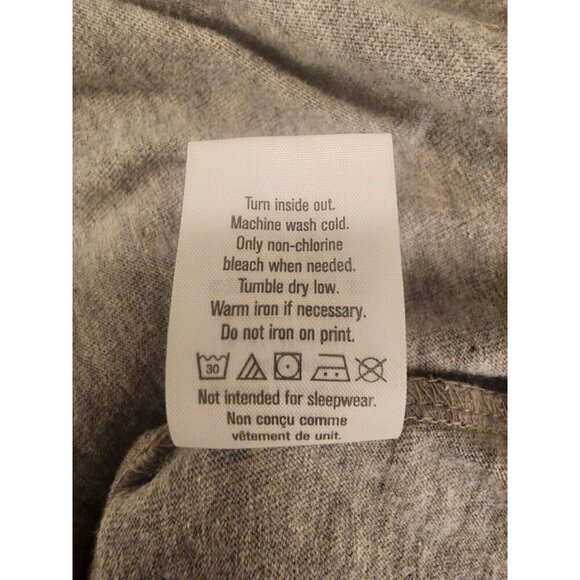 Turn inside out.
Machine wash cold.
Only non-chlorine
bleach when needed.
Tumble dry low.
Warm iron if necessary.
Do not iron on print.
30
Not intended for sleepwear.
Non conçu comme
vêtement de unit.